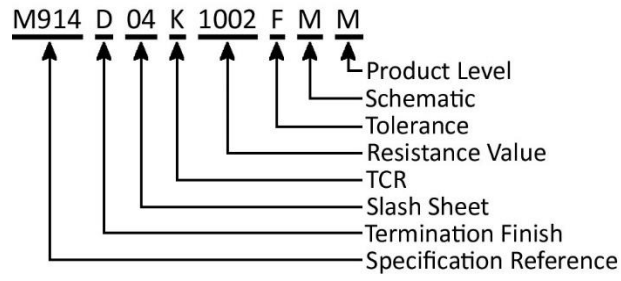 M914 D 04 K 1002 F M M
Product Level
Schematic
Tolerance
Resistance Value
TCR
Slash Sheet
Termination Finish
Specification Reference